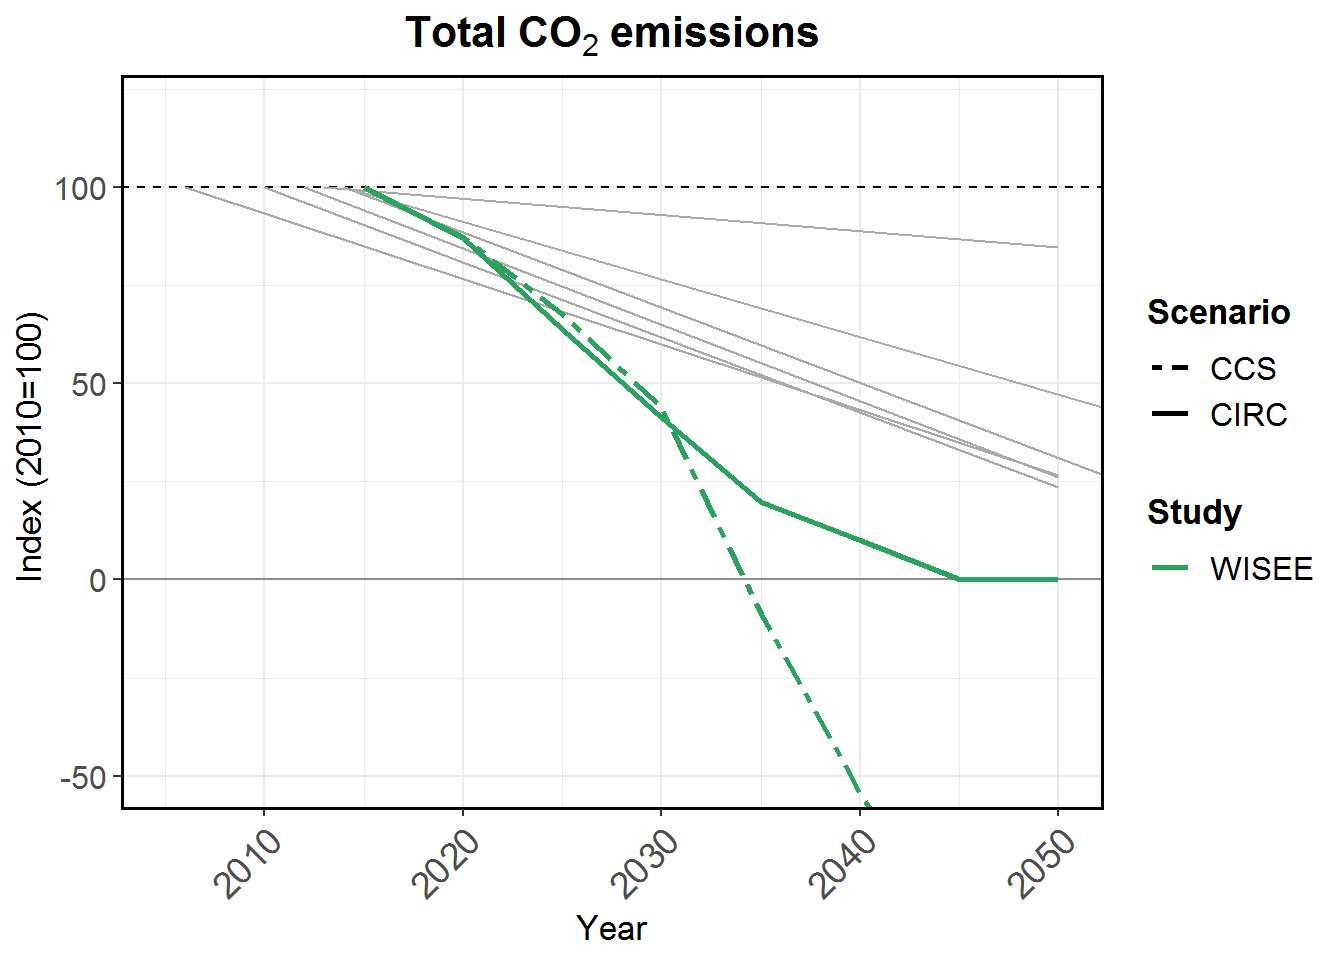 Total CO₂ emissions
Index (2010=100)
100
50
0
-50
2010
2020
2030
2040
2050
Year
Scenario
CCS
CIRC
Study
WISEE